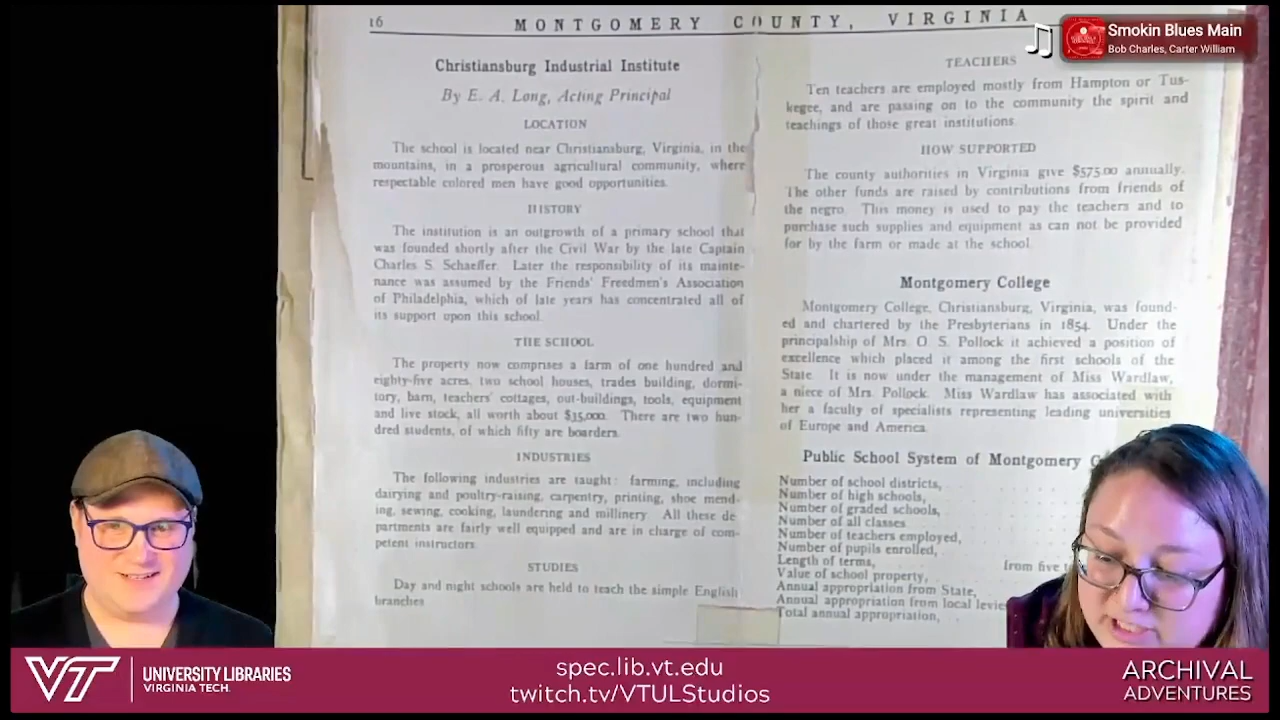 16 MONTGOMERY COUNTY, VIRGINIA
Christiansburg Industrial Institute
By E. A. Long, Acting Principal
LOCATION
The school is located near Christiansburg, Virginia, in the
mountains, in a prosperous agricultural community, where
respectable colored men have good opportunities.
HISTORY
The institution is an outgrowth of a primary school that
was founded shortly after the Civil War by the late Captain
Charles S. Schaeffer. Later the responsibility of its mainte-
nance was assumed by the Friends' Freedmen's Association
of Philadelphia, which of late years has concentrated all of
its support upon this school.
THE SCHOOL
The property now comprises a farm of one hundred and
eighty-five acres, two school houses, trades building, dormi-
tory, barn, teachers' cottages, out-buildings, tools, equipment
and live stock, all worth about $35,000. There are two hun-
dred students, of which fifty are boarders.
INDUSTRIES
The following industries are taught: farming, including
dairying and poultry-raising, carpentry, printing, shoe mend-
ing, sewing, cooking, laundering and millinery. All these de-
partments are fairly well equipped and are in charge of com-
petent instructors.
STUDIES
Day and night schools are held to teach the simple English
branches
TEACHERS
Ten teachers are employed mostly from Hampton or Tus-
kegee, and are passing on to the community the spirit and
teachings of those great institutions.
HOW SUPPORTED
The county authorities in Virginia give $575.00 annually.
The other funds are raised by contributions from friends of
the negro. This money is used to pay the teachers and to
purchase such supplies and equipment as can not be provided
for by the farm or made at the school.
Montgomery College
Montgomery College, Christiansburg, Virginia, was found-
ed and chartered by the Presbyterians in 1854. Under the
principalship of Mrs. O. S. Pollock it achieved a position of
excellence which placed it among the first schools of the
State. It is now under the management of Miss Wardlaw,
a niece of Mrs. Pollock. Miss Wardlaw has associated with
her a faculty of specialists representing leading universities
of Europe and America.
Public School System of Montgomery
Number of school districts,
Number of high schools,
Number of graded schools,
Number of all classes
Number of teachers employed,
Number of pupils enrolled,
Length of terms, from five
Value of school property,
Annual appropriation from State,
Annual appropriation from local levies
Total annual appropriation,
Smokin Blues Main
Bob Charles, Carter William
VT UNIVERSITY LIBRARIES
VIRGINIA TECH.
spec.lib.vt.edu
twitch.tv/VTULStudios
ARCHIVAL
ADVENTURES